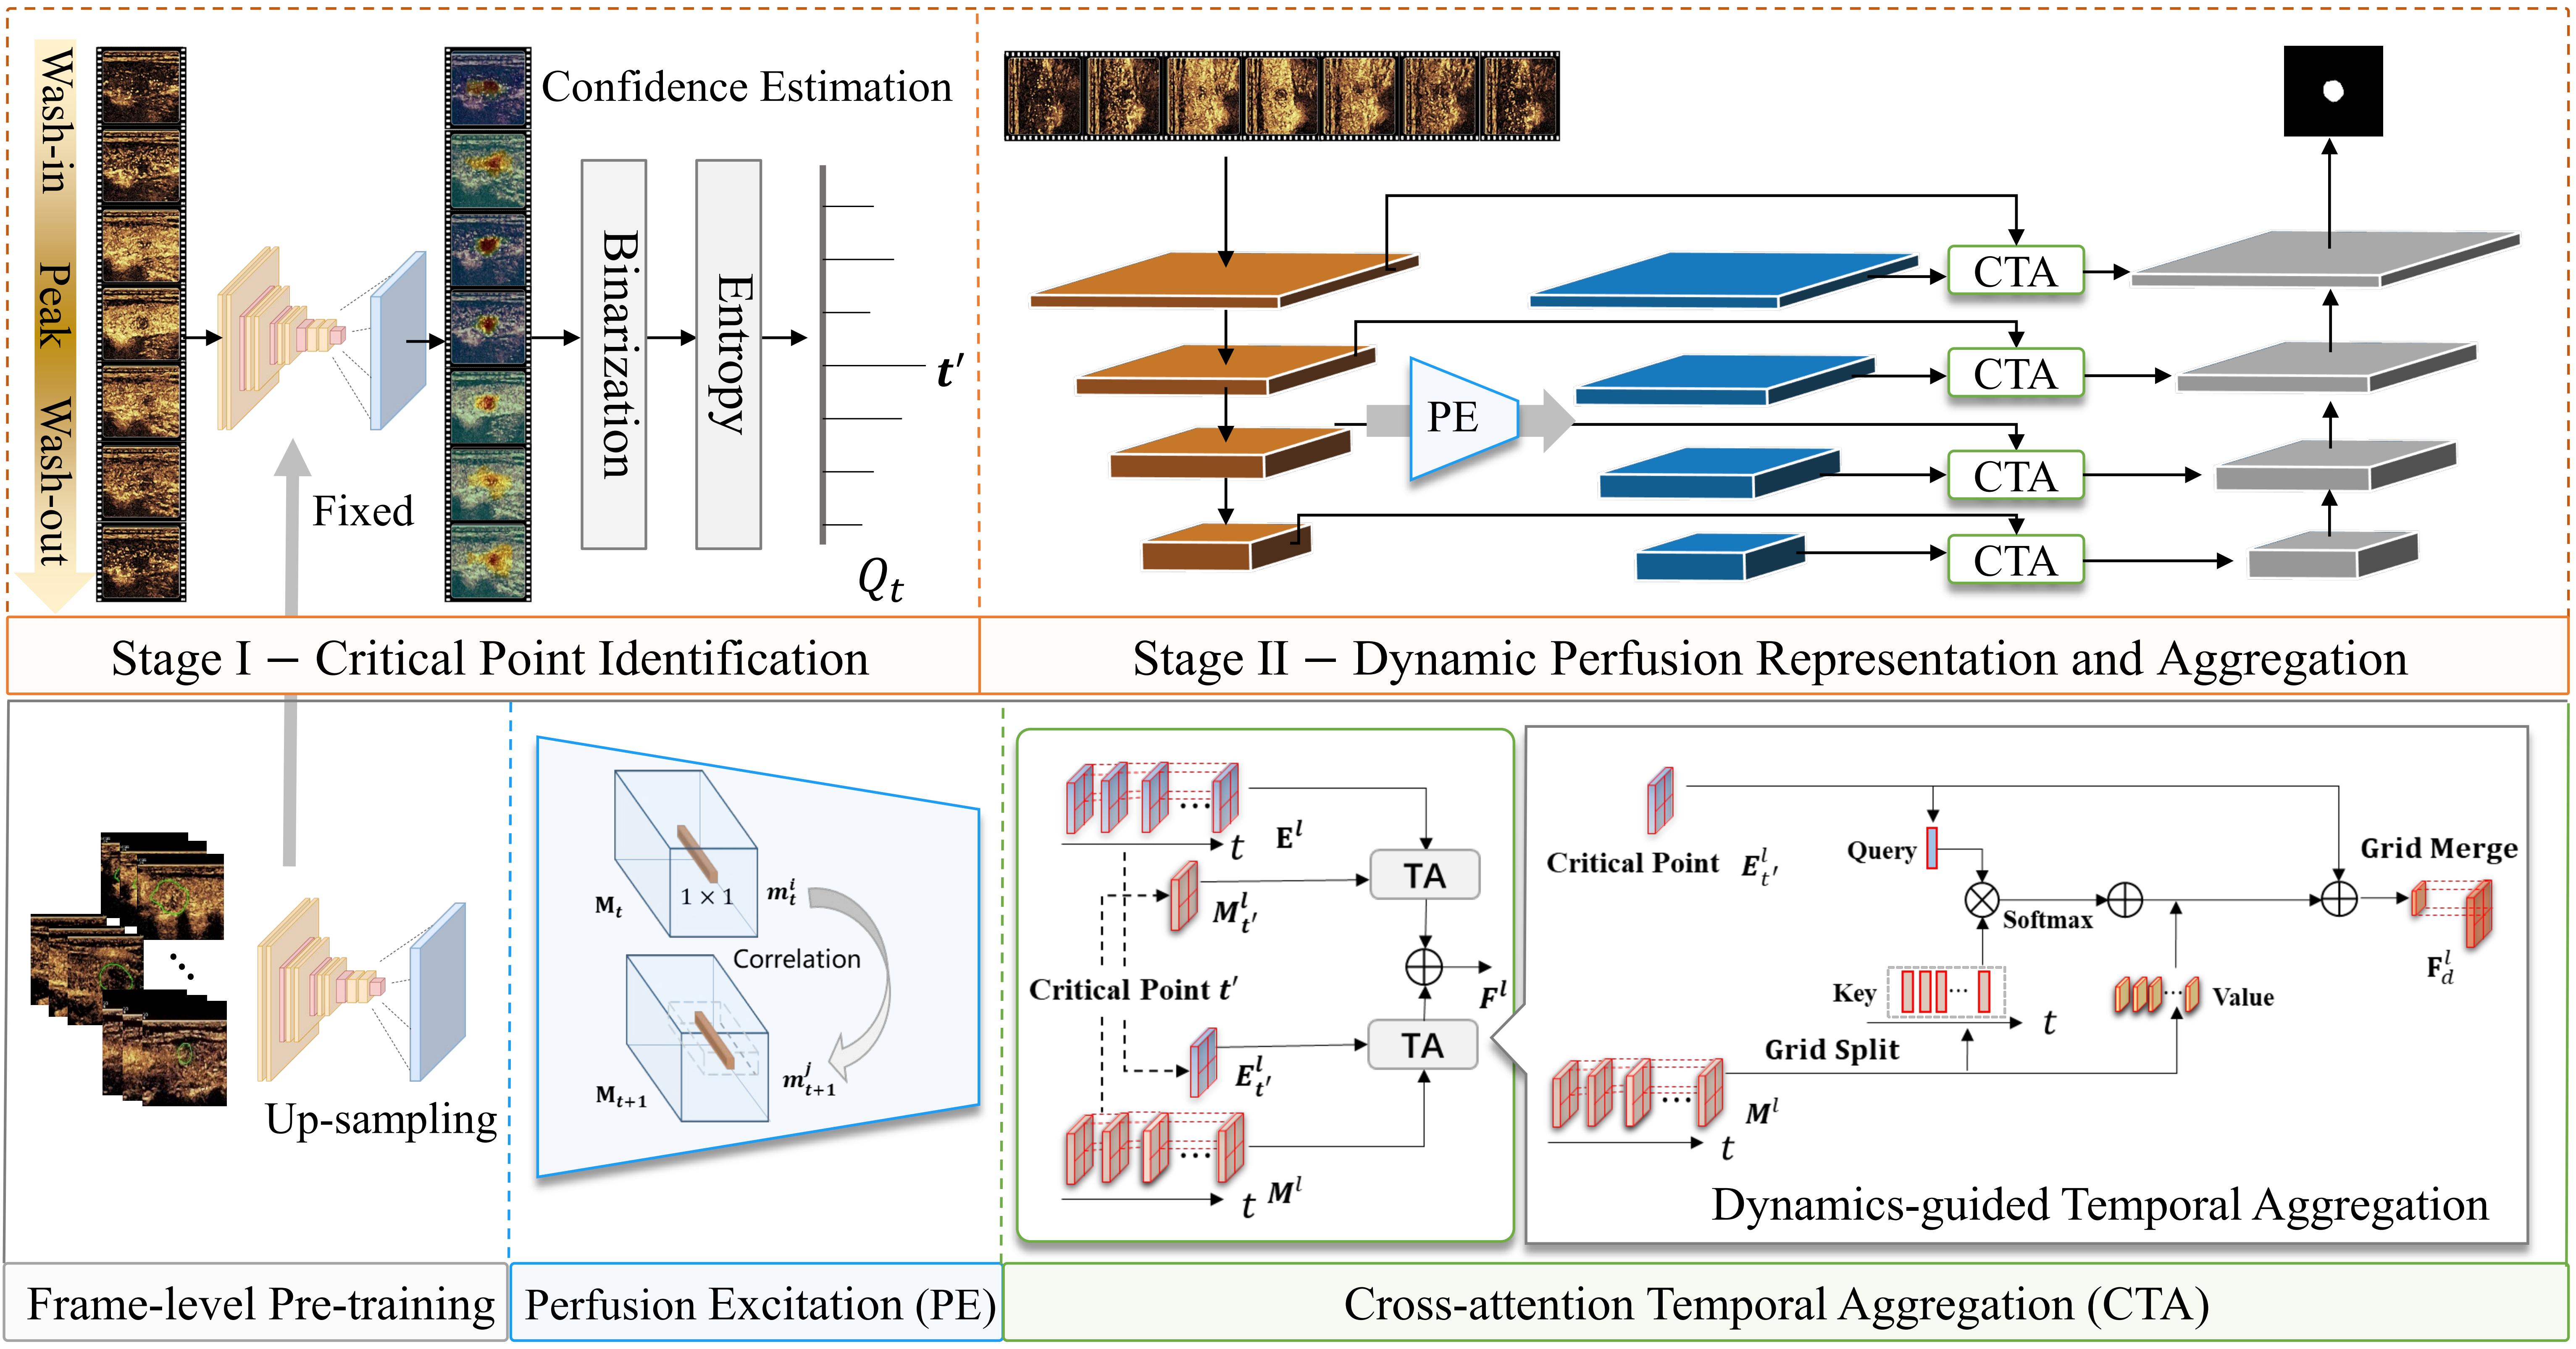 Wash-in Peak Wash-out
Fixed
Confidence Estimation
Binarization
Entropy
t′
Q_t
PE
CTA
CTA
CTA
CTA
Stage I – Critical Point Identification
Stage II – Dynamic Perfusion Representation and Aggregation
Up-sampling
M_t
1 × 1
m_t^i
Correlation
M_{t+1}
m_{t+1}^j
...
t
E^l
TA
M_{t′}^l
Critical Point t′
F^l
E_{t′}^l
TA
...
t
M^l
Critical Point E_{t′}^l
Query
Softmax
Grid Merge
F_d^l
Key
...
t
...
Value
Grid Split
...
M^l
t
Dynamics-guided Temporal Aggregation
Frame-level Pre-training
Perfusion Excitation (PE)
Cross-attention Temporal Aggregation (CTA)